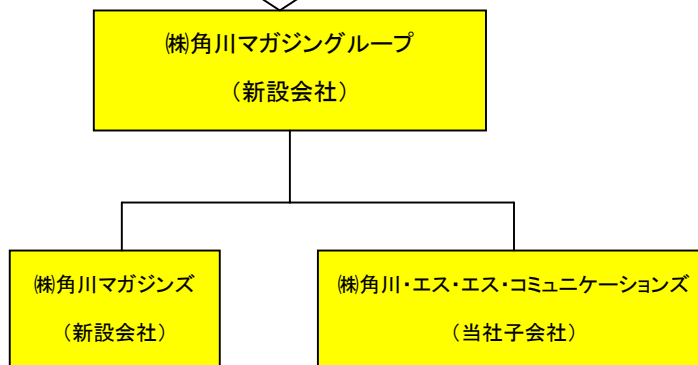 ㈱角川マガジングループ
（新設会社）
㈱角川マガジンズ
（新設会社）
㈱角川・エス・エス・コミュニケーションズ
（当社子会社）